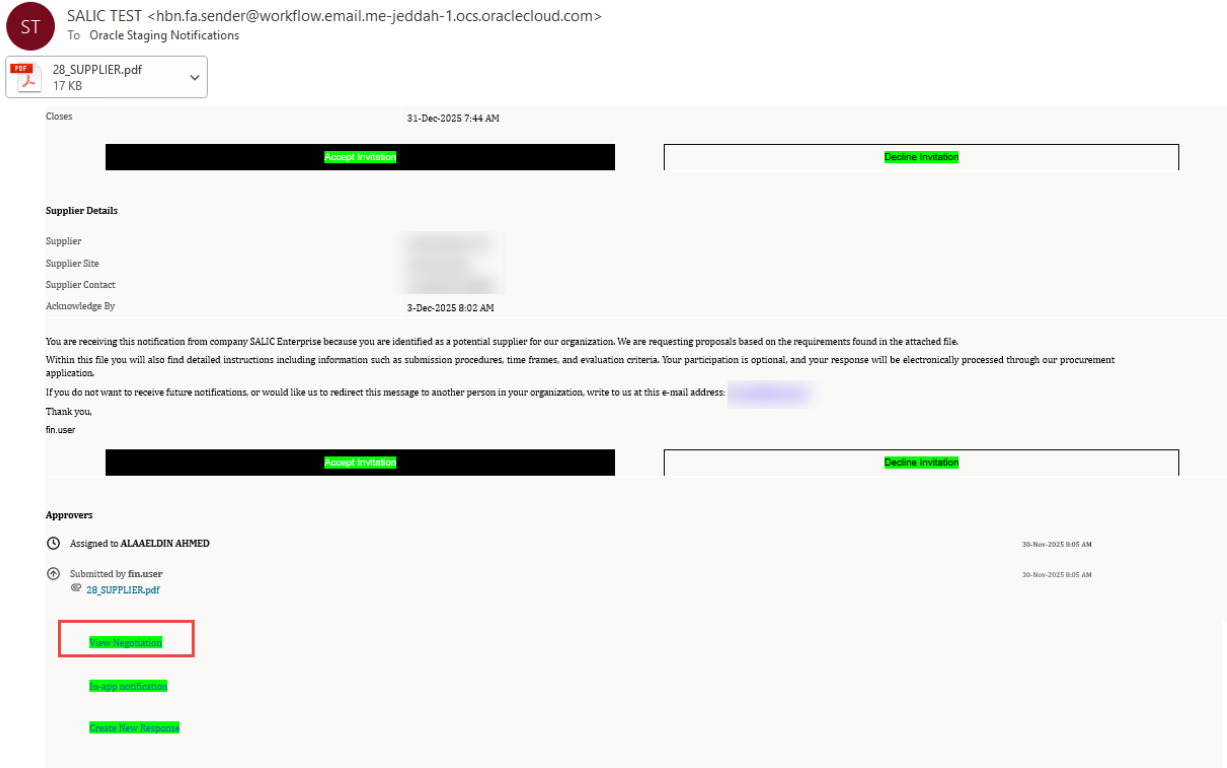 ST
SALIC TEST <hbn.fa.sender@workflow.email.me-jeddah-1.ocs.oraclecloud.com>
To Oracle Staging Notifications
PDF
28_SUPPLIER.pdf
17 KB
Closes 31-Dec-2025 7:44 AM
Accept Invitation Decline Invitation
Supplier Details
Supplier
Supplier Site
Supplier Contact
Acknowledge By 3-Dec-2025 8:02 AM
You are receiving this notification from company SALIC Enterprise because you are identified as a potential supplier for our organization. We are requesting proposals based on the requirements found in the attached file.
Within this file you will also find detailed instructions including information such as submission procedures, time frames, and evaluation criteria. Your participation is optional, and your response will be electronically processed through our procurement
application.
If you do not want to receive future notifications, or would like us to redirect this message to another person in your organization, write to us at this e-mail address:
Thank you,
fin.user
Accept Invitation Decline Invitation
Approvers
Assigned to ALAAELDIN AHMED 30-Nov-2025 8:05 AM
Submitted by fin.user 30-Nov-2025 8:05 AM
28_SUPPLIER.pdf
View Negotiation
In-app notification
Create New Response